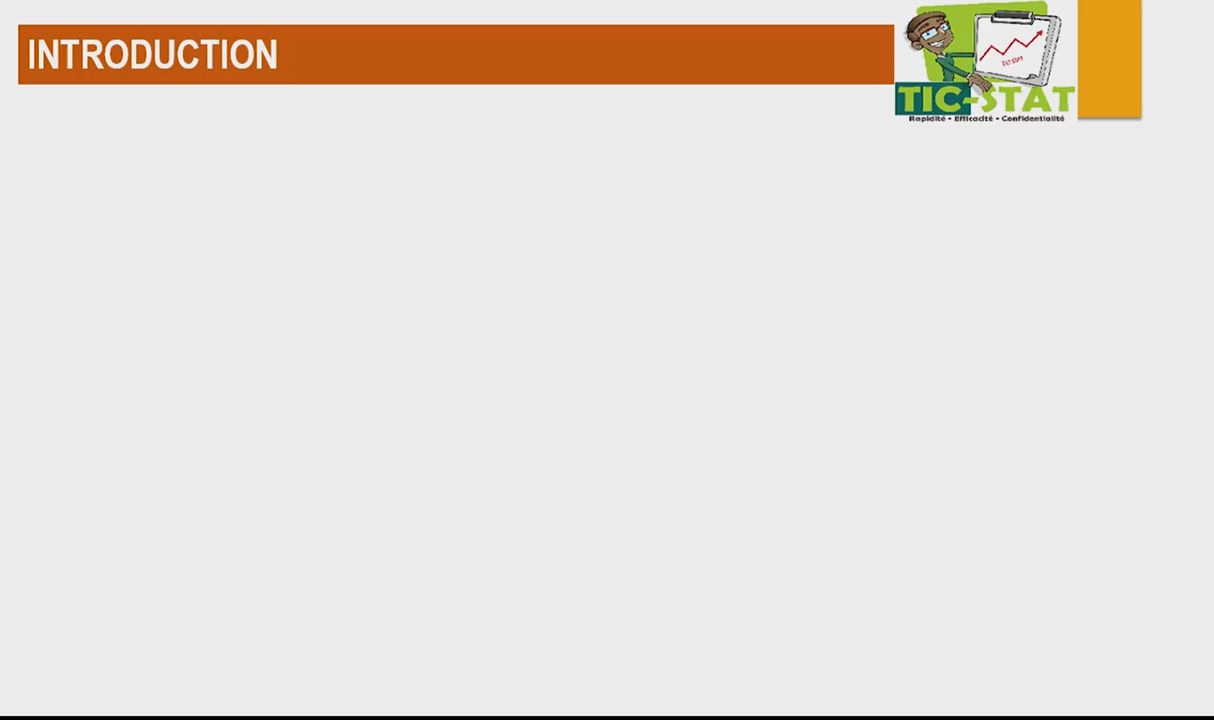 INTRODUCTION
TIC-STAT
Rapidité • Efficacité • Confidentialité